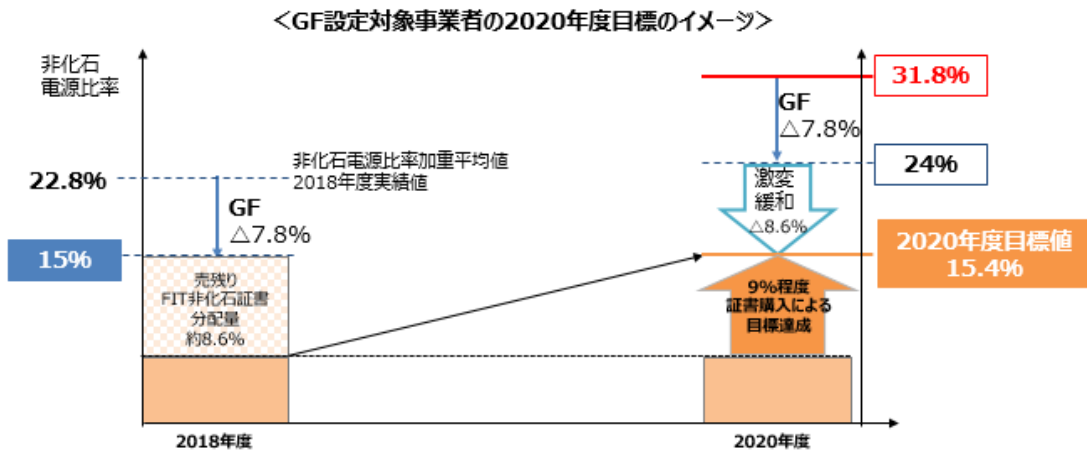 ＜GF設定対象事業者の2020年度目標のイメージ＞
非化石
電源比率
22.8%
15%
GF
△7.8%
非化石電源比率加重平均値
2018年度実績値
売残り
FIT非化石証書
分配量
約8.6%
2018年度
31.8%
GF
△7.8%
24%
激変
緩和
△8.6%
2020年度目標値
15.4%
9%程度
証書購入による
目標達成
2020年度